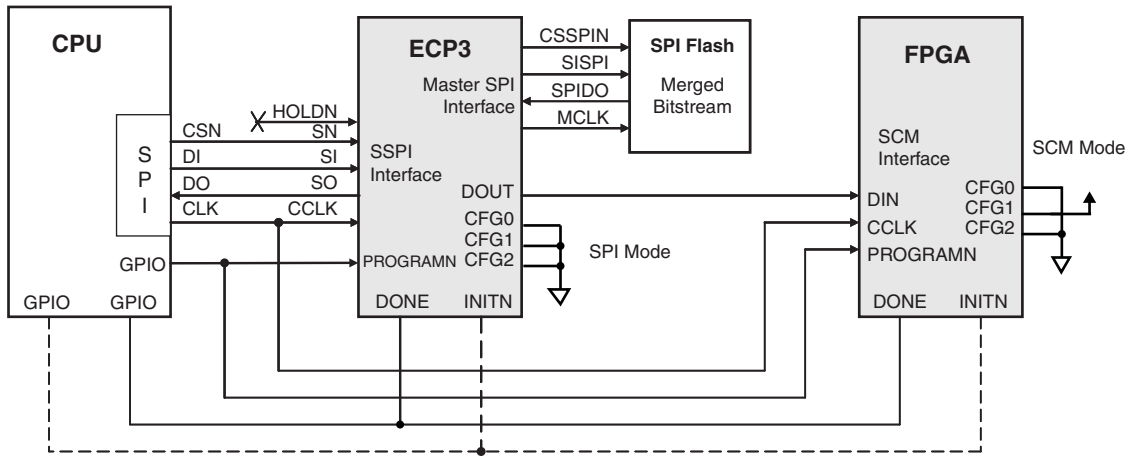 CPU
SPI
CSN
DI
DO
CLK
GPIO
GPIO
GPIO
HOLDN
SN
SI
SO
CCLK
ECP3
Master SPI
Interface
SSPI
Interface
DOUT
CFG0
CFG1
CFG2
PROGRAMN
DONE
INITN
SPI Mode
CSSPIN
SISPI
SPIDO
MCLK
SPI Flash
Merged
Bitstream
FPGA
SCM
Interface
DIN
CCLK
PROGRAMN
CFG0
CFG1
CFG2
DONE
INITN
SCM Mode